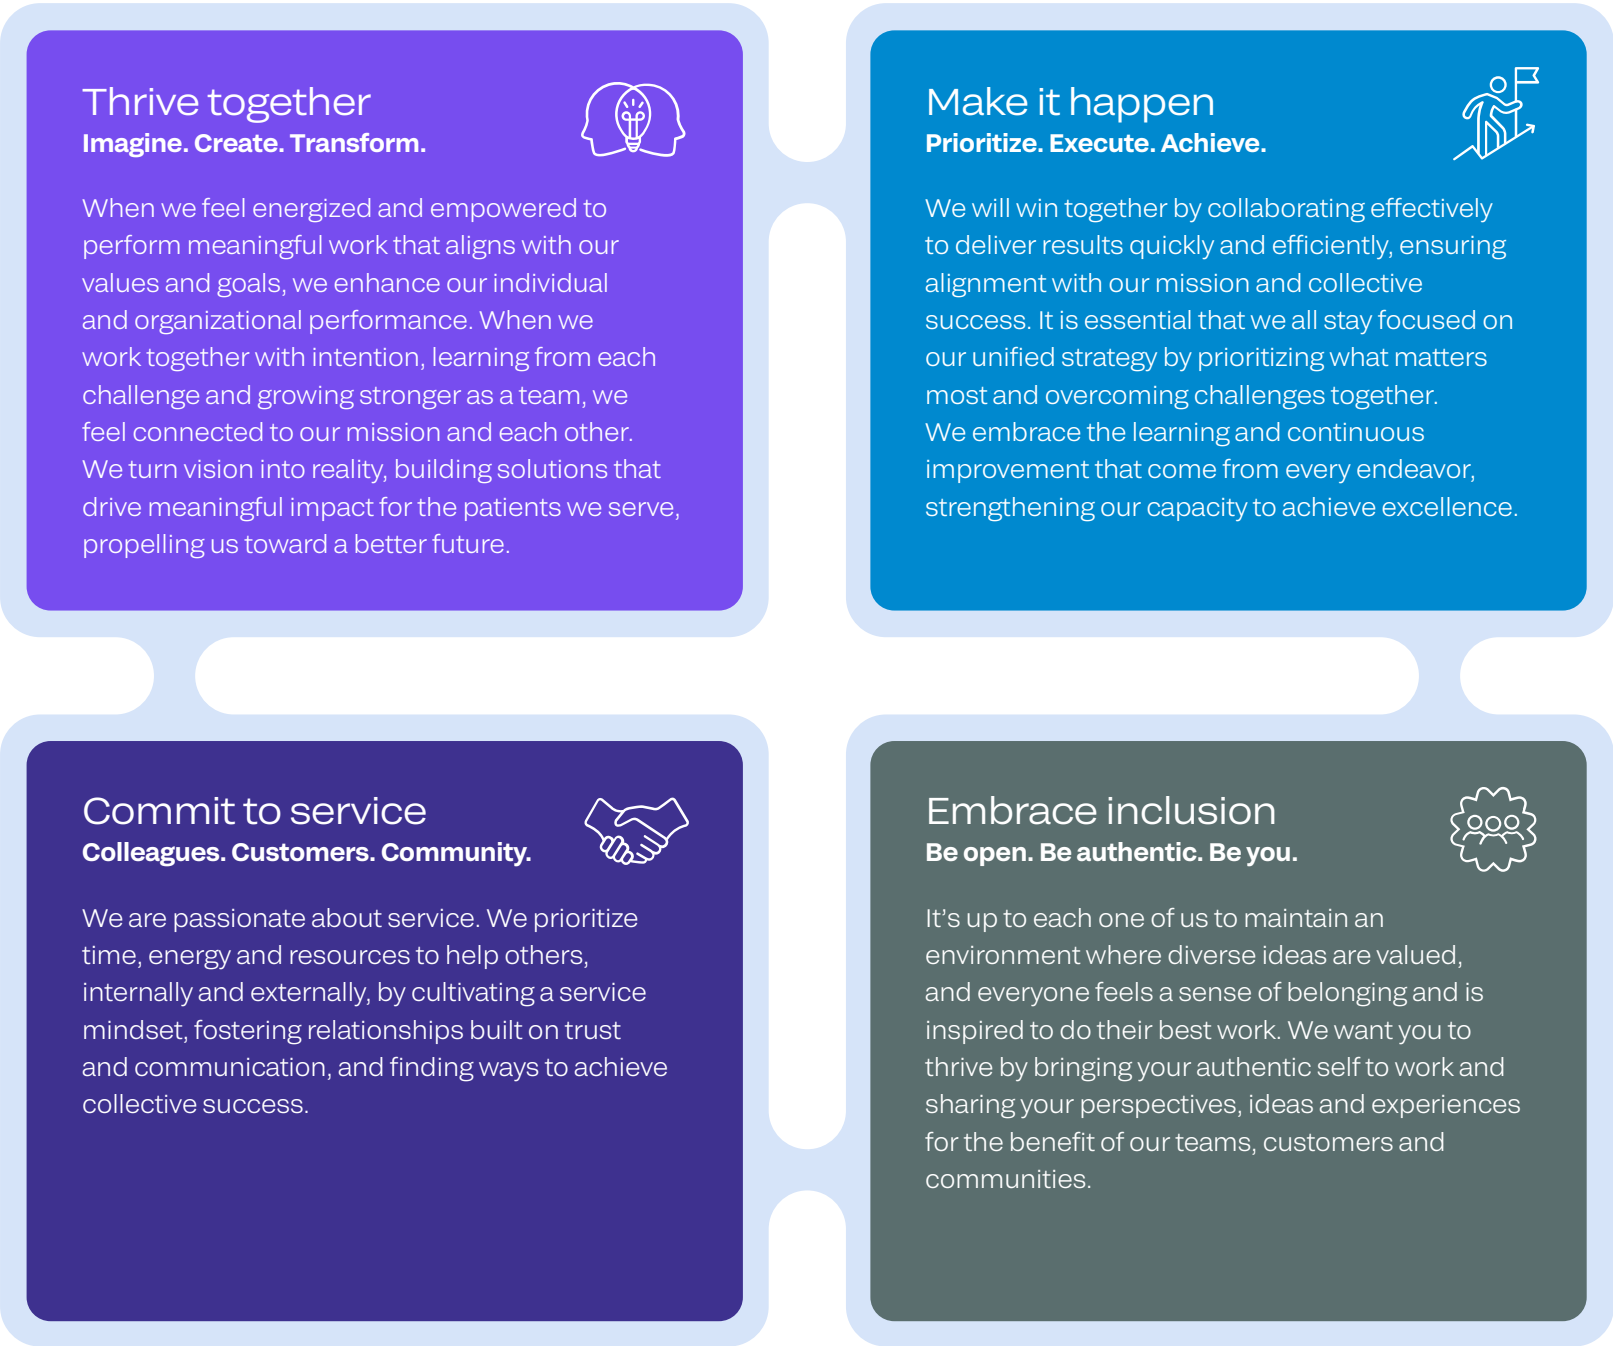 Thrive together
Imagine. Create. Transform.
When we feel energized and empowered to
perform meaningful work that aligns with our
values and goals, we enhance our individual
and organizational performance. When we
work together with intention, learning from each
challenge and growing stronger as a team, we
feel connected to our mission and each other.
We turn vision into reality, building solutions that
drive meaningful impact for the patients we serve,
propelling us toward a better future.
Make it happen
Prioritize. Execute. Achieve.
We will win together by collaborating effectively
to deliver results quickly and efficiently, ensuring
alignment with our mission and collective
success. It is essential that we all stay focused on
our unified strategy by prioritizing what matters
most and overcoming challenges together.
We embrace the learning and continuous
improvement that come from every endeavor,
strengthening our capacity to achieve excellence.
Commit to service
Colleagues. Customers. Community.
We are passionate about service. We prioritize
time, energy and resources to help others,
internally and externally, by cultivating a service
mindset, fostering relationships built on trust
and communication, and finding ways to achieve
collective success.
Embrace inclusion
Be open. Be authentic. Be you.
It’s up to each one of us to maintain an
environment where diverse ideas are valued,
and everyone feels a sense of belonging and is
inspired to do their best work. We want you to
thrive by bringing your authentic self to work and
sharing your perspectives, ideas and experiences
for the benefit of our teams, customers and
communities.